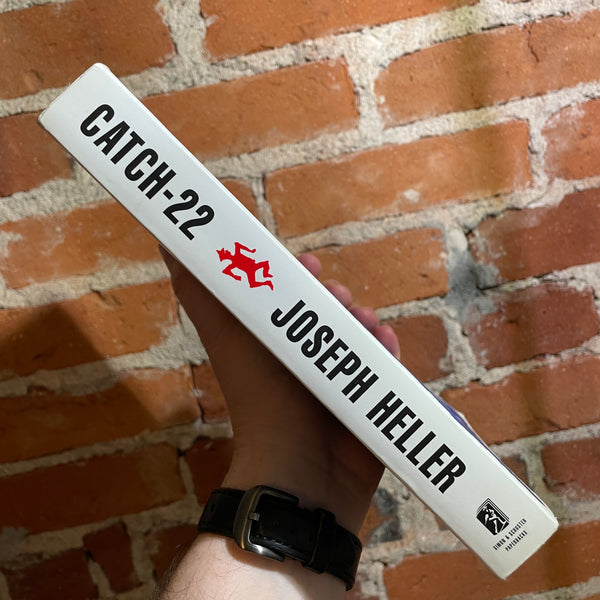 CATCH-22
JOSEPH HELLER
SIMON & SCHUSTER
PAPERBACKS